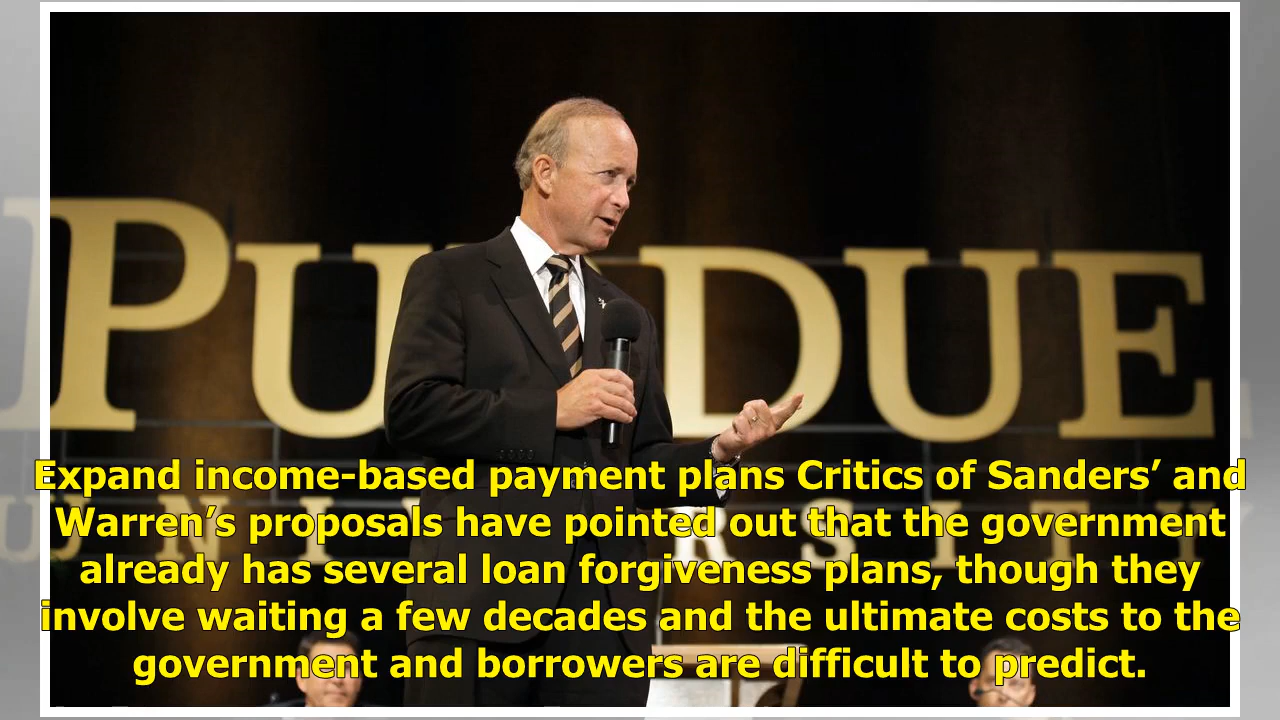 PURDUE
UNIVERSITY
Expand income-based payment plans Critics of Sanders’ and
Warren’s proposals have pointed out that the government
already has several loan forgiveness plans, though they
involve waiting a few decades and the ultimate costs to the
government and borrowers are difficult to predict.